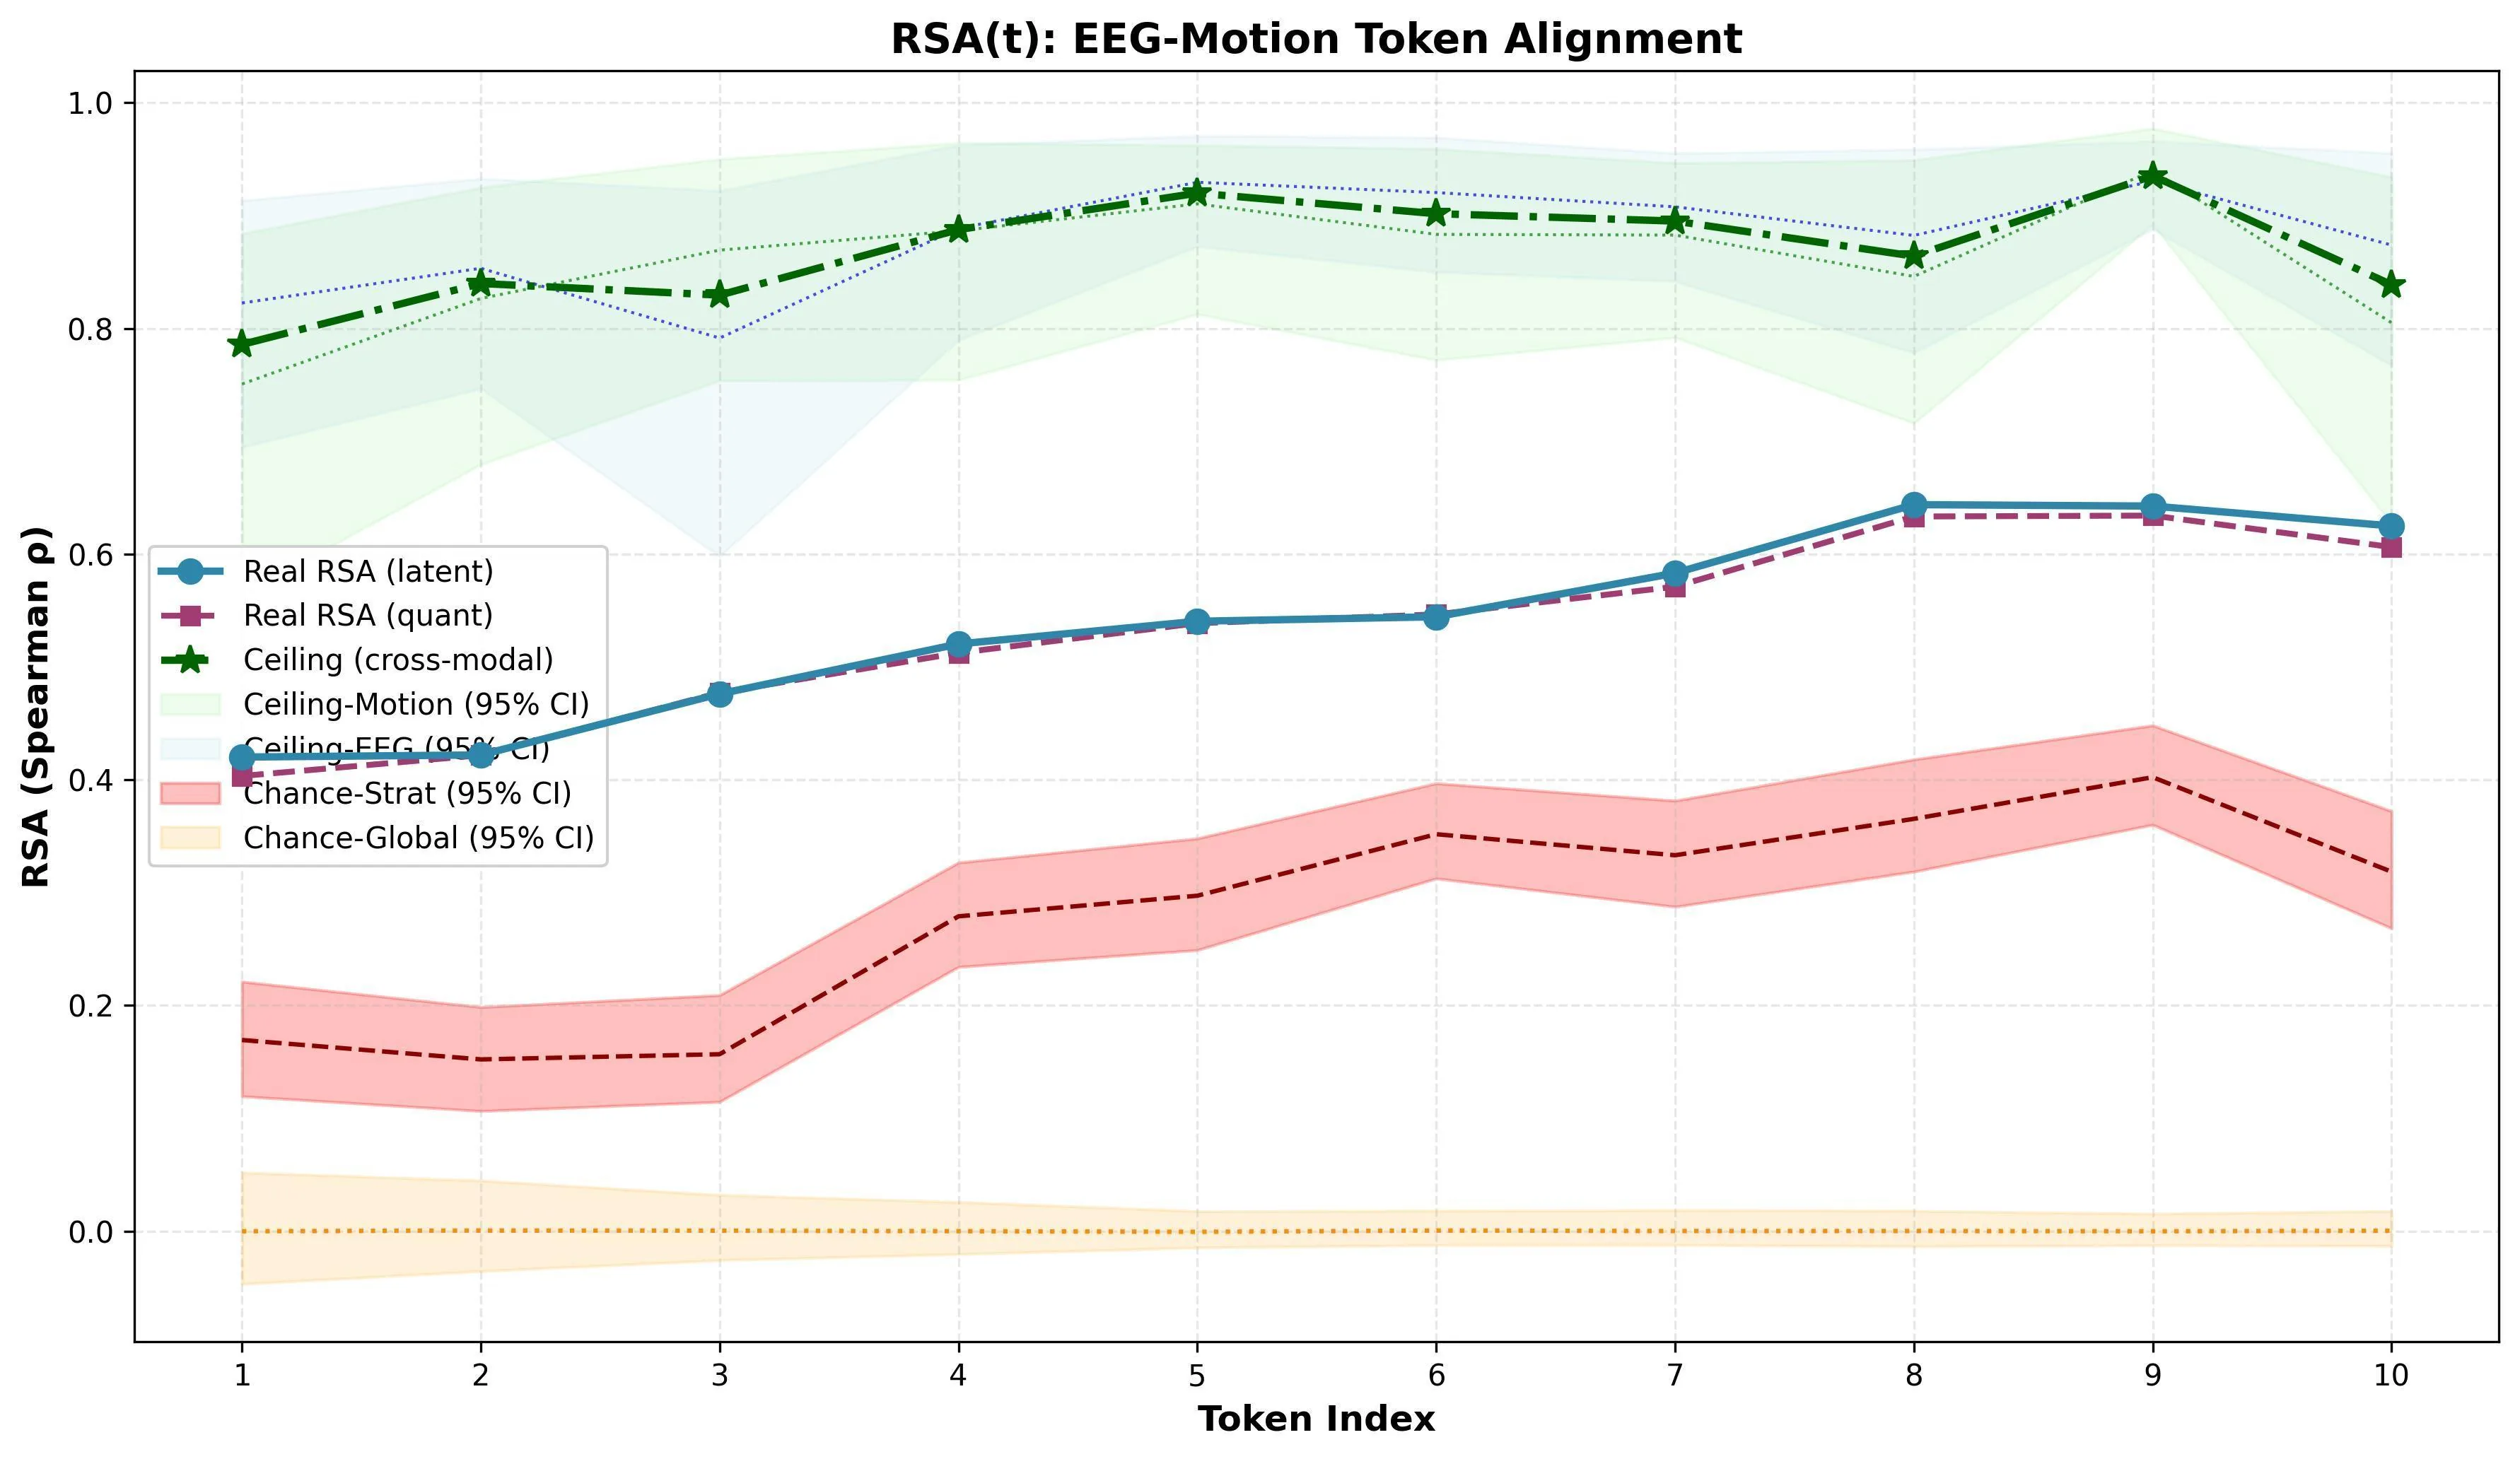 RSA(t): EEG-Motion Token Alignment
RSA (Spearman ρ)
1.0
0.8
0.6
0.4
0.2
0.0
Real RSA (latent)
Real RSA (quant)
Ceiling (cross-modal)
Ceiling-Motion (95% CI)
Ceiling-EEG (95% CI)
Chance-Strat (95% CI)
Chance-Global (95% CI)
1 2 3 4 5 6 7 8 9 10
Token Index